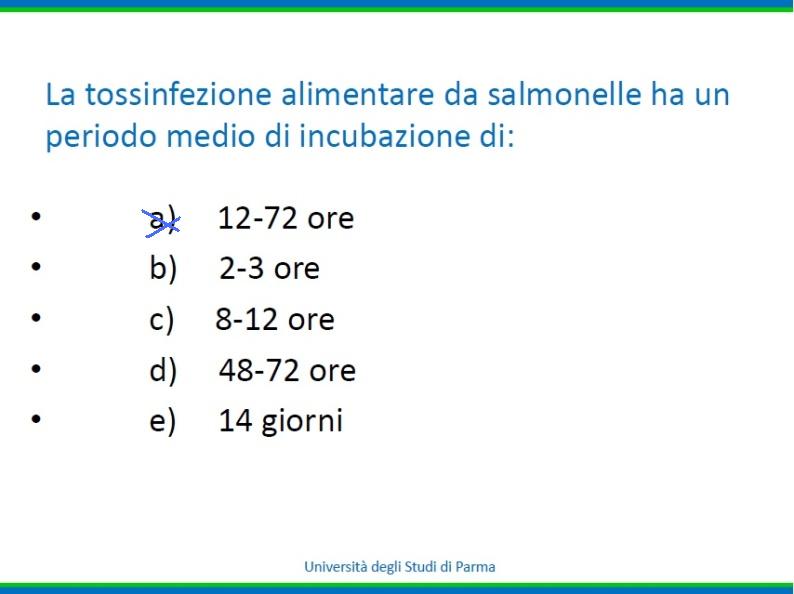 La tossinfezione alimentare da salmonelle ha un
periodo medio di incubazione di:
• a) 12-72 ore
• b) 2-3 ore
• c) 8-12 ore
• d) 48-72 ore
• e) 14 giorni
Università degli Studi di Parma